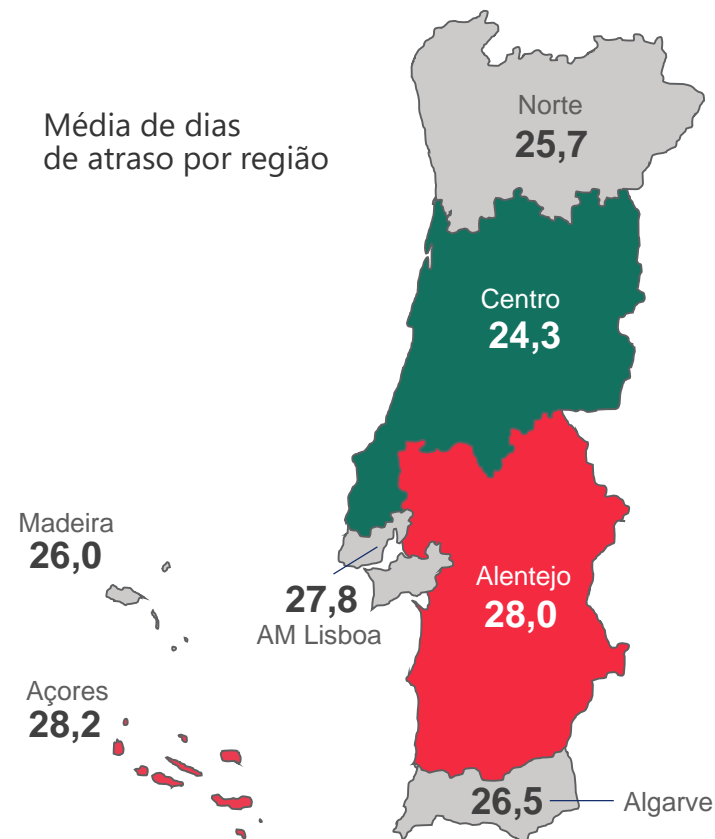 Média de dias
de atraso por região
Norte
25,7
Centro
24,3
Madeira
26,0
27,8
AM Lisboa
Alentejo
28,0
Açores
28,2
26,5
Algarve